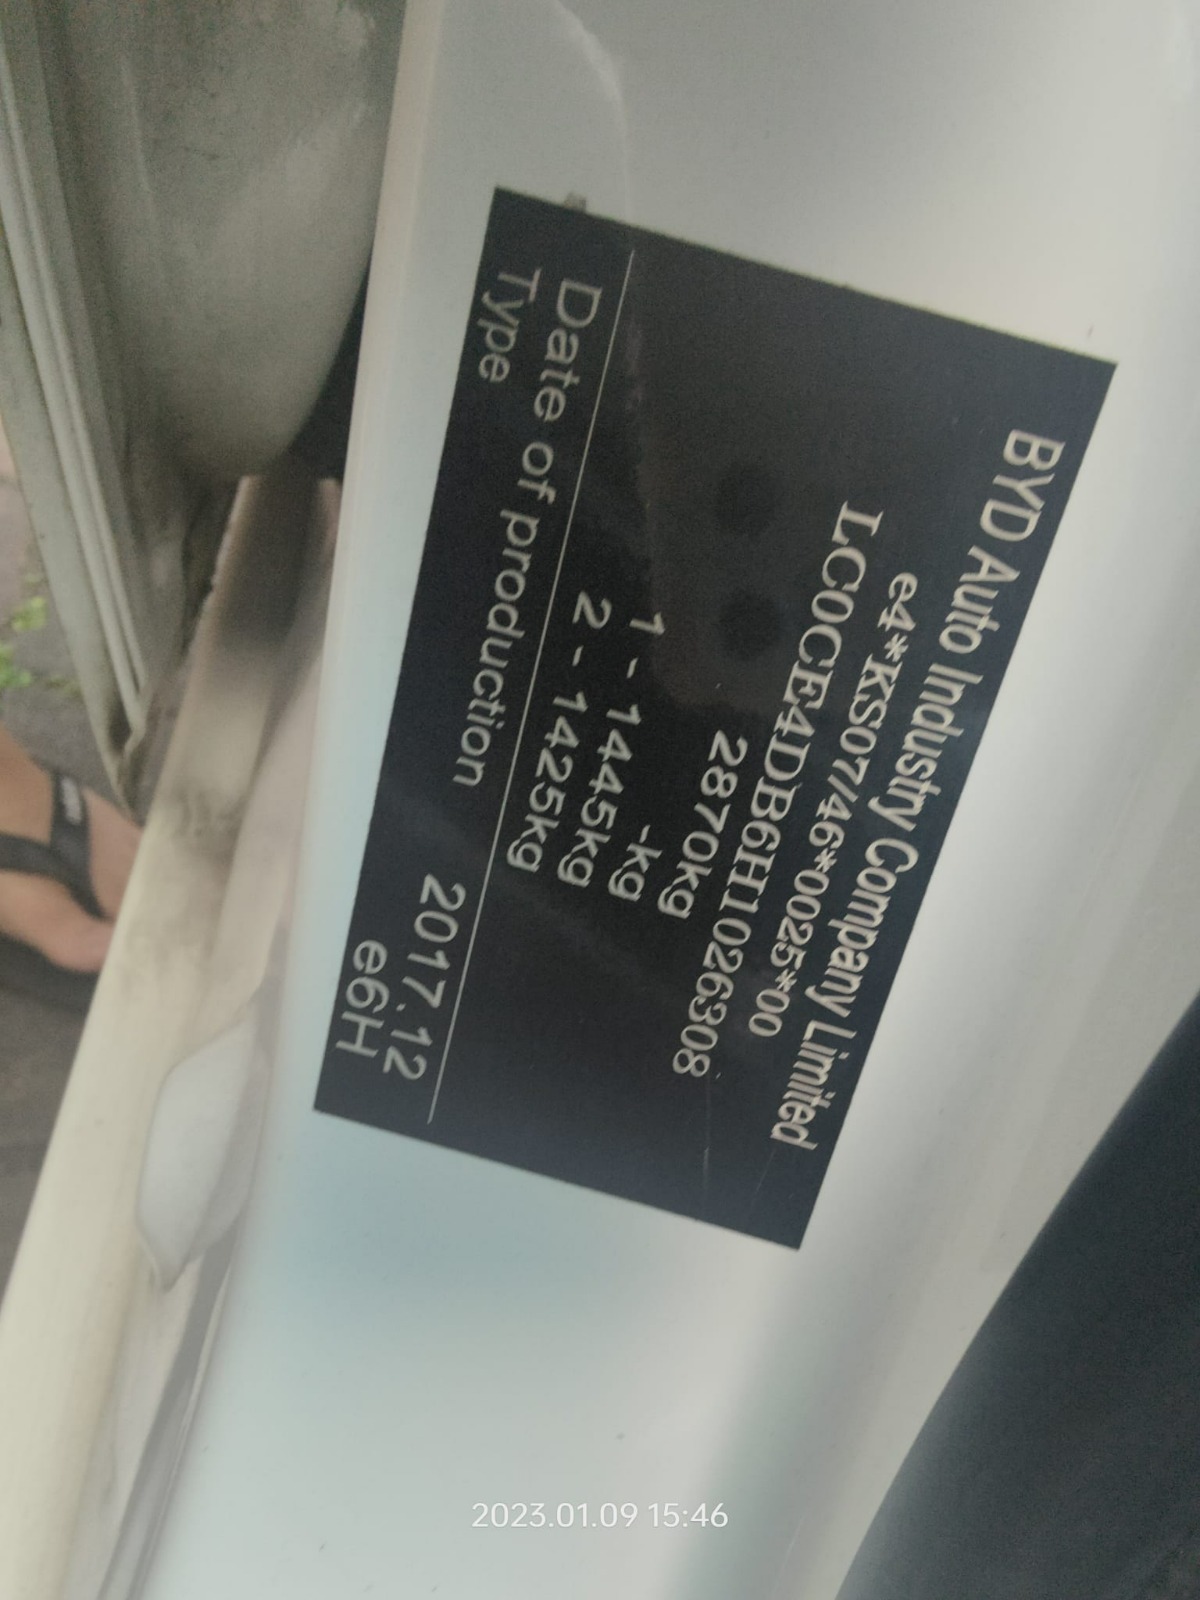 BYD Auto Industry Company Limited
e4*KS07/46*0025*00
LC0CE4DB6H1026308
2870kg
-kg
1 - 1445kg
2 - 1425kg
Date of production 2017.12
Type e6H
2023.01.09 15:46